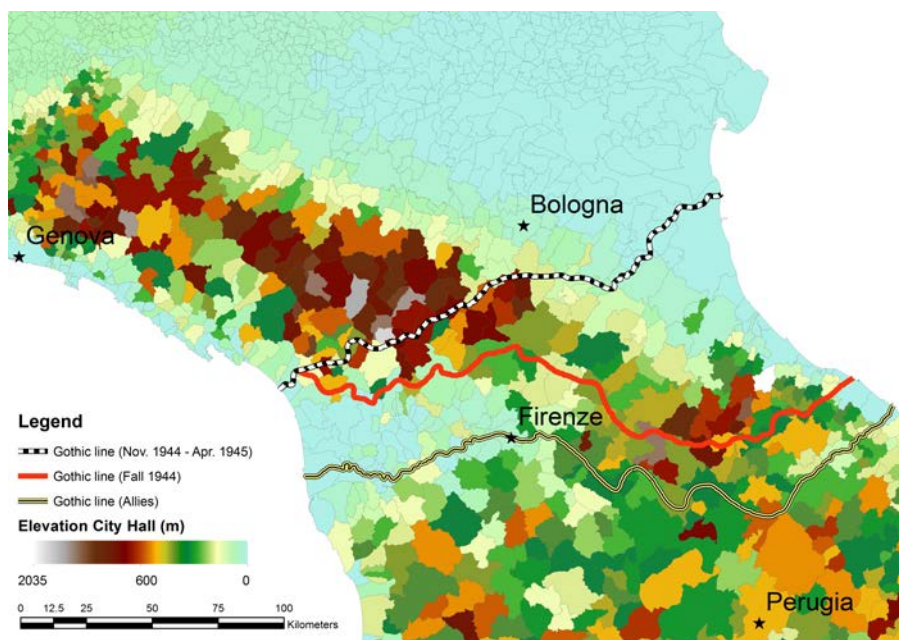 Bologna
Genova
Firenze
Perugia
Legend
Gothic line (Nov. 1944 - Apr. 1945)
Gothic line (Fall 1944)
Gothic line (Allies)
Elevation City Hall (m)
2035 600 0
0 12.5 25 50 75 100
Kilometers